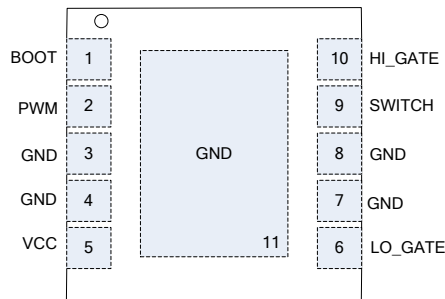 BOOT 1 10 HI_GATE
PWM 2 9 SWITCH
GND 3 GND 8 GND
GND 4 7 GND
VCC 5 11 6 LO_GATE